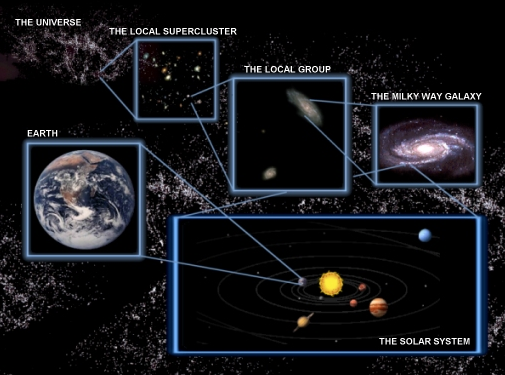 THE UNIVERSE
THE LOCAL SUPERCLUSTER
THE LOCAL GROUP
THE MILKY WAY GALAXY
EARTH
THE SOLAR SYSTEM